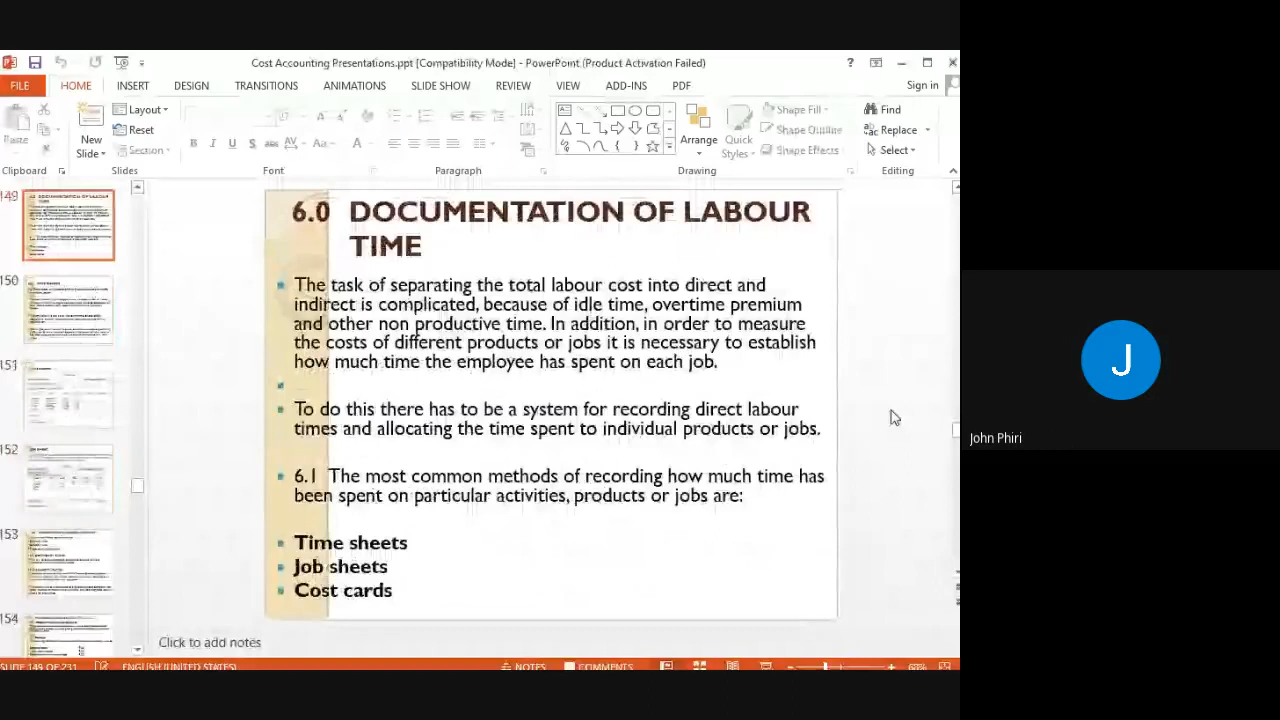 Cost Accounting Presentations.ppt [Compatibility Mode] - PowerPoint (Product Activation Failed)
FILE HOME INSERT DESIGN TRANSITIONS ANIMATIONS SLIDE SHOW REVIEW VIEW ADD-INS PDF Sign in
Paste
New
Slide
Layout
Reset
Section
B I U S abc
Arrange
Quick
Styles
Shape Fill
Shape Outline
Shape Effects
Find
Replace
Select
Clipboard Slides Font Paragraph Drawing Editing
149
150
151
152
153
154
6.0 DOCUMENTATION OF LABOUR
TIME
The task of separating the total labour cost into direct and
indirect is complicated because of idle time, overtime premium
and other non productive time. In addition, in order to measure
the costs of different products or jobs it is necessary to establish
how much time the employee has spent on each job.
To do this there has to be a system for recording direct labour
times and allocating the time spent to individual products or jobs.
6.1 The most common methods of recording how much time has
been spent on particular activities, products or jobs are:
Time sheets
Job sheets
Cost cards
Click to add notes
SLIDE 149 OF 231 ENGLISH (UNITED STATES) NOTES COMMENTS
J
John Phiri